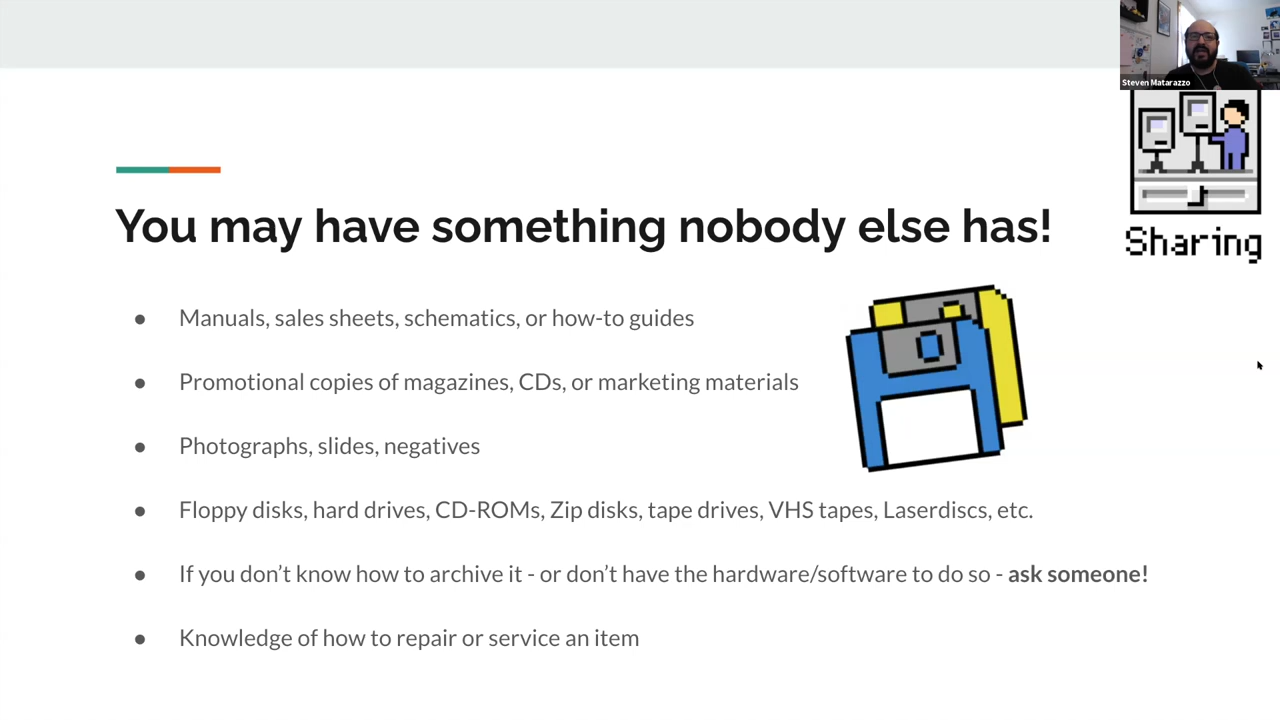 Steven Matarazzo
Sharing
You may have something nobody else has!
● Manuals, sales sheets, schematics, or how-to guides
● Promotional copies of magazines, CDs, or marketing materials
● Photographs, slides, negatives
● Floppy disks, hard drives, CD-ROMs, Zip disks, tape drives, VHS tapes, Laserdiscs, etc.
● If you don’t know how to archive it - or don’t have the hardware/software to do so - ask someone!
● Knowledge of how to repair or service an item